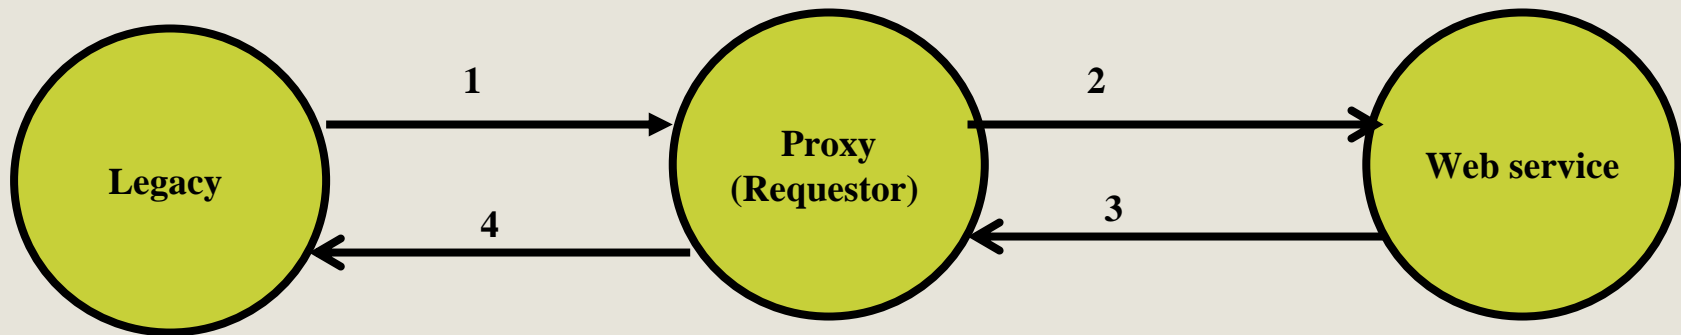 1
2
Legacy
Proxy
(Requestor)
Web service
4
3